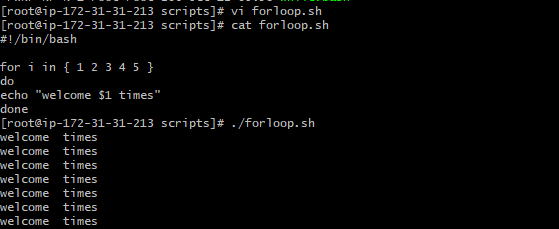 [root@ip-172-31-31-213 scripts]# vi forloop.sh
[root@ip-172-31-31-213 scripts]# cat forloop.sh
#!/bin/bash
for i in { 1 2 3 4 5 }
do
echo "welcome $1 times"
done
[root@ip-172-31-31-213 scripts]# ./forloop.sh
welcome  times
welcome  times
welcome  times
welcome  times
welcome  times
welcome  times
welcome  times